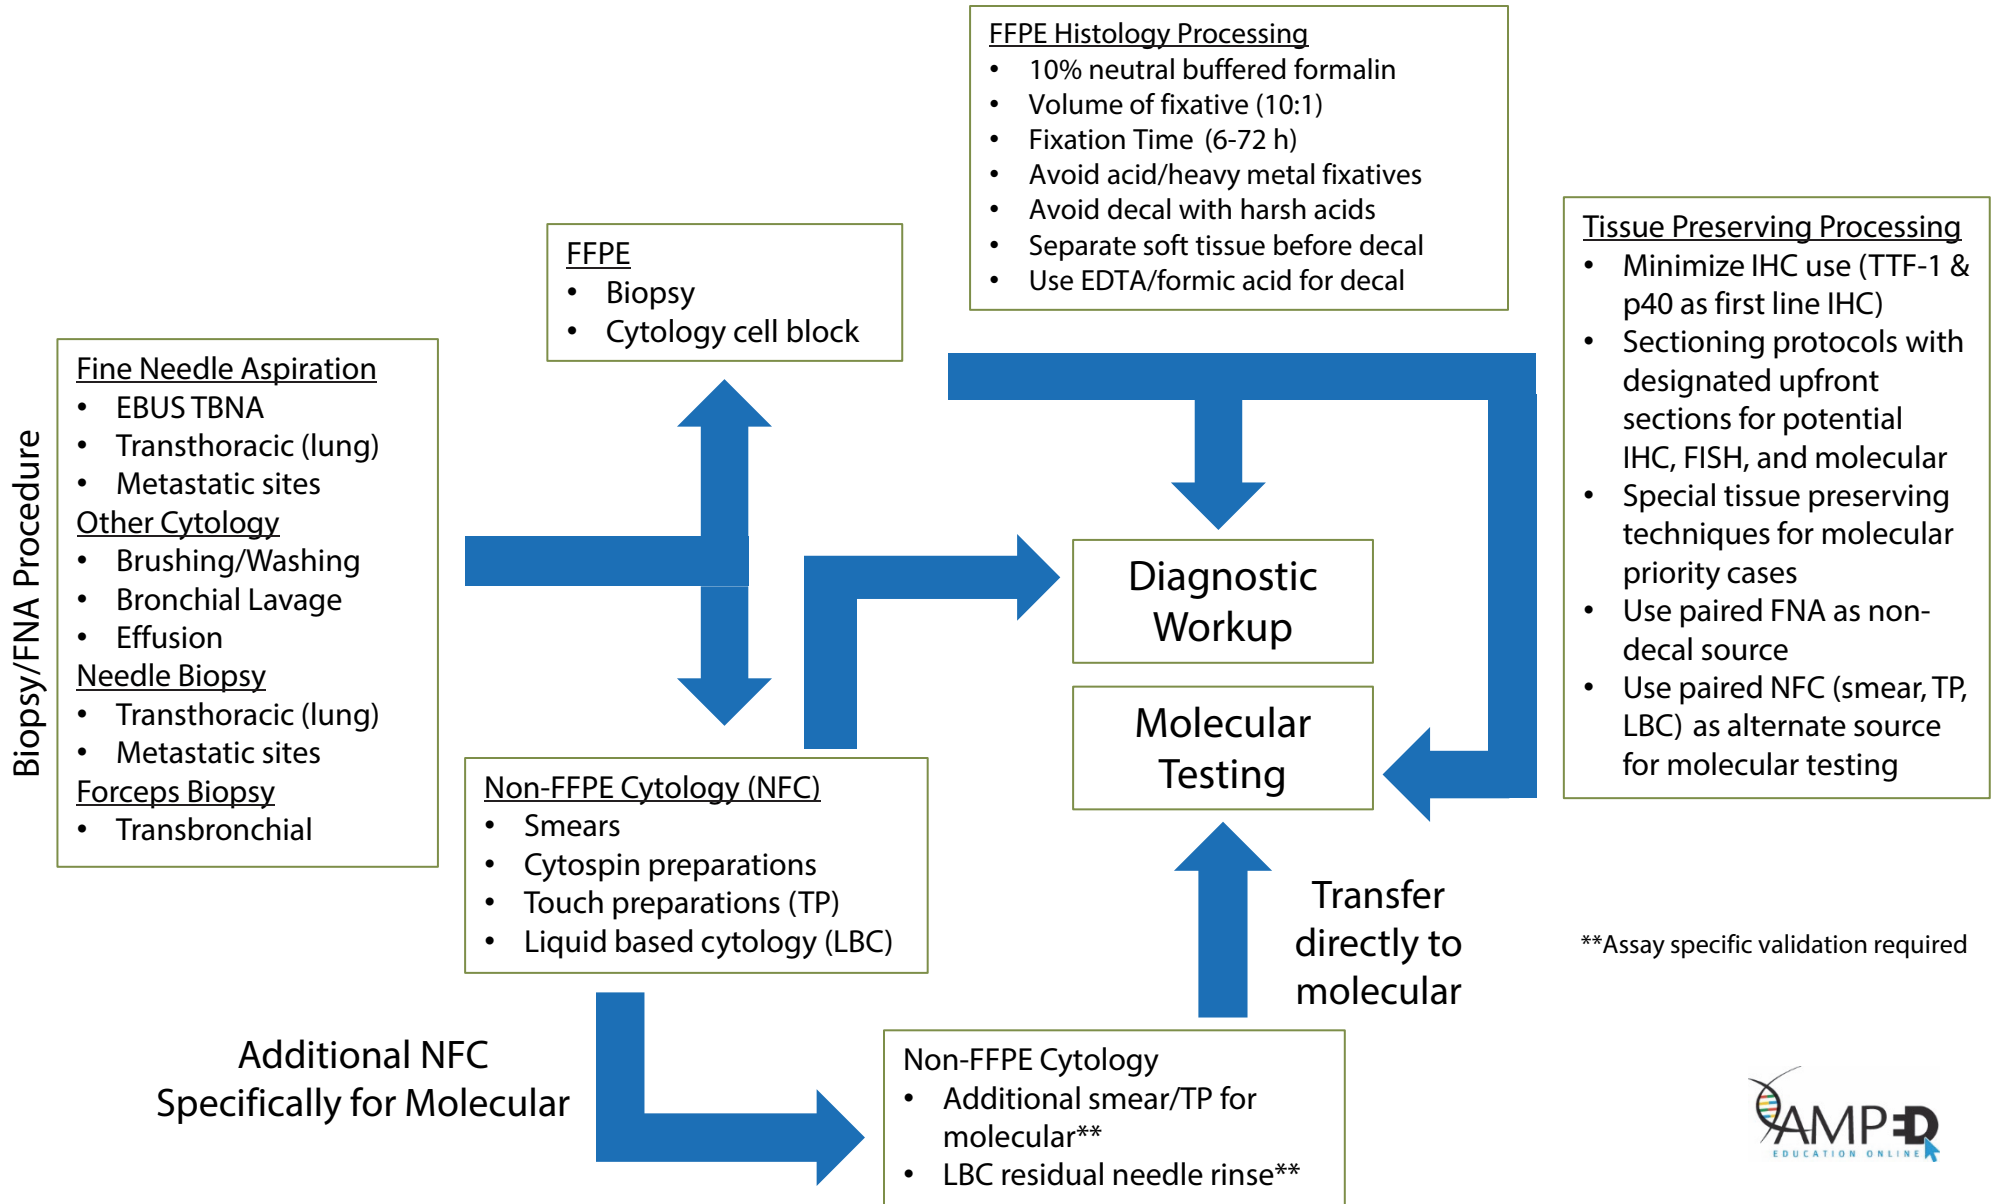 Biopsy/FNA Procedure
Fine Needle Aspiration
• EBUS TBNA
• Transthoracic (lung)
• Metastatic sites
Other Cytology
• Brushing/Washing
• Bronchial Lavage
• Effusion
Needle Biopsy
• Transthoracic (lung)
• Metastatic sites
Forceps Biopsy
• Transbronchial
FFPE
• Biopsy
• Cytology cell block
FFPE Histology Processing
• 10% neutral buffered formalin
• Volume of fixative (10:1)
• Fixation Time (6-72 h)
• Avoid acid/heavy metal fixatives
• Avoid decal with harsh acids
• Separate soft tissue before decal
• Use EDTA/formic acid for decal
Tissue Preserving Processing
• Minimize IHC use (TTF-1 &
p40 as first line IHC)
• Sectioning protocols with
designated upfront
sections for potential
IHC, FISH, and molecular
• Special tissue preserving
techniques for molecular
priority cases
• Use paired FNA as non-
decal source
• Use paired NFC (smear, TP,
LBC) as alternate source
for molecular testing
Diagnostic
Workup
Molecular
Testing
Non-FFPE Cytology (NFC)
• Smears
• Cytospin preparations
• Touch preparations (TP)
• Liquid based cytology (LBC)
Additional NFC
Specifically for Molecular
Non-FFPE Cytology
• Additional smear/TP for
molecular**
• LBC residual needle rinse**
Transfer
directly to
molecular
**Assay specific validation required
AMPED
EDUCATION ONLINE